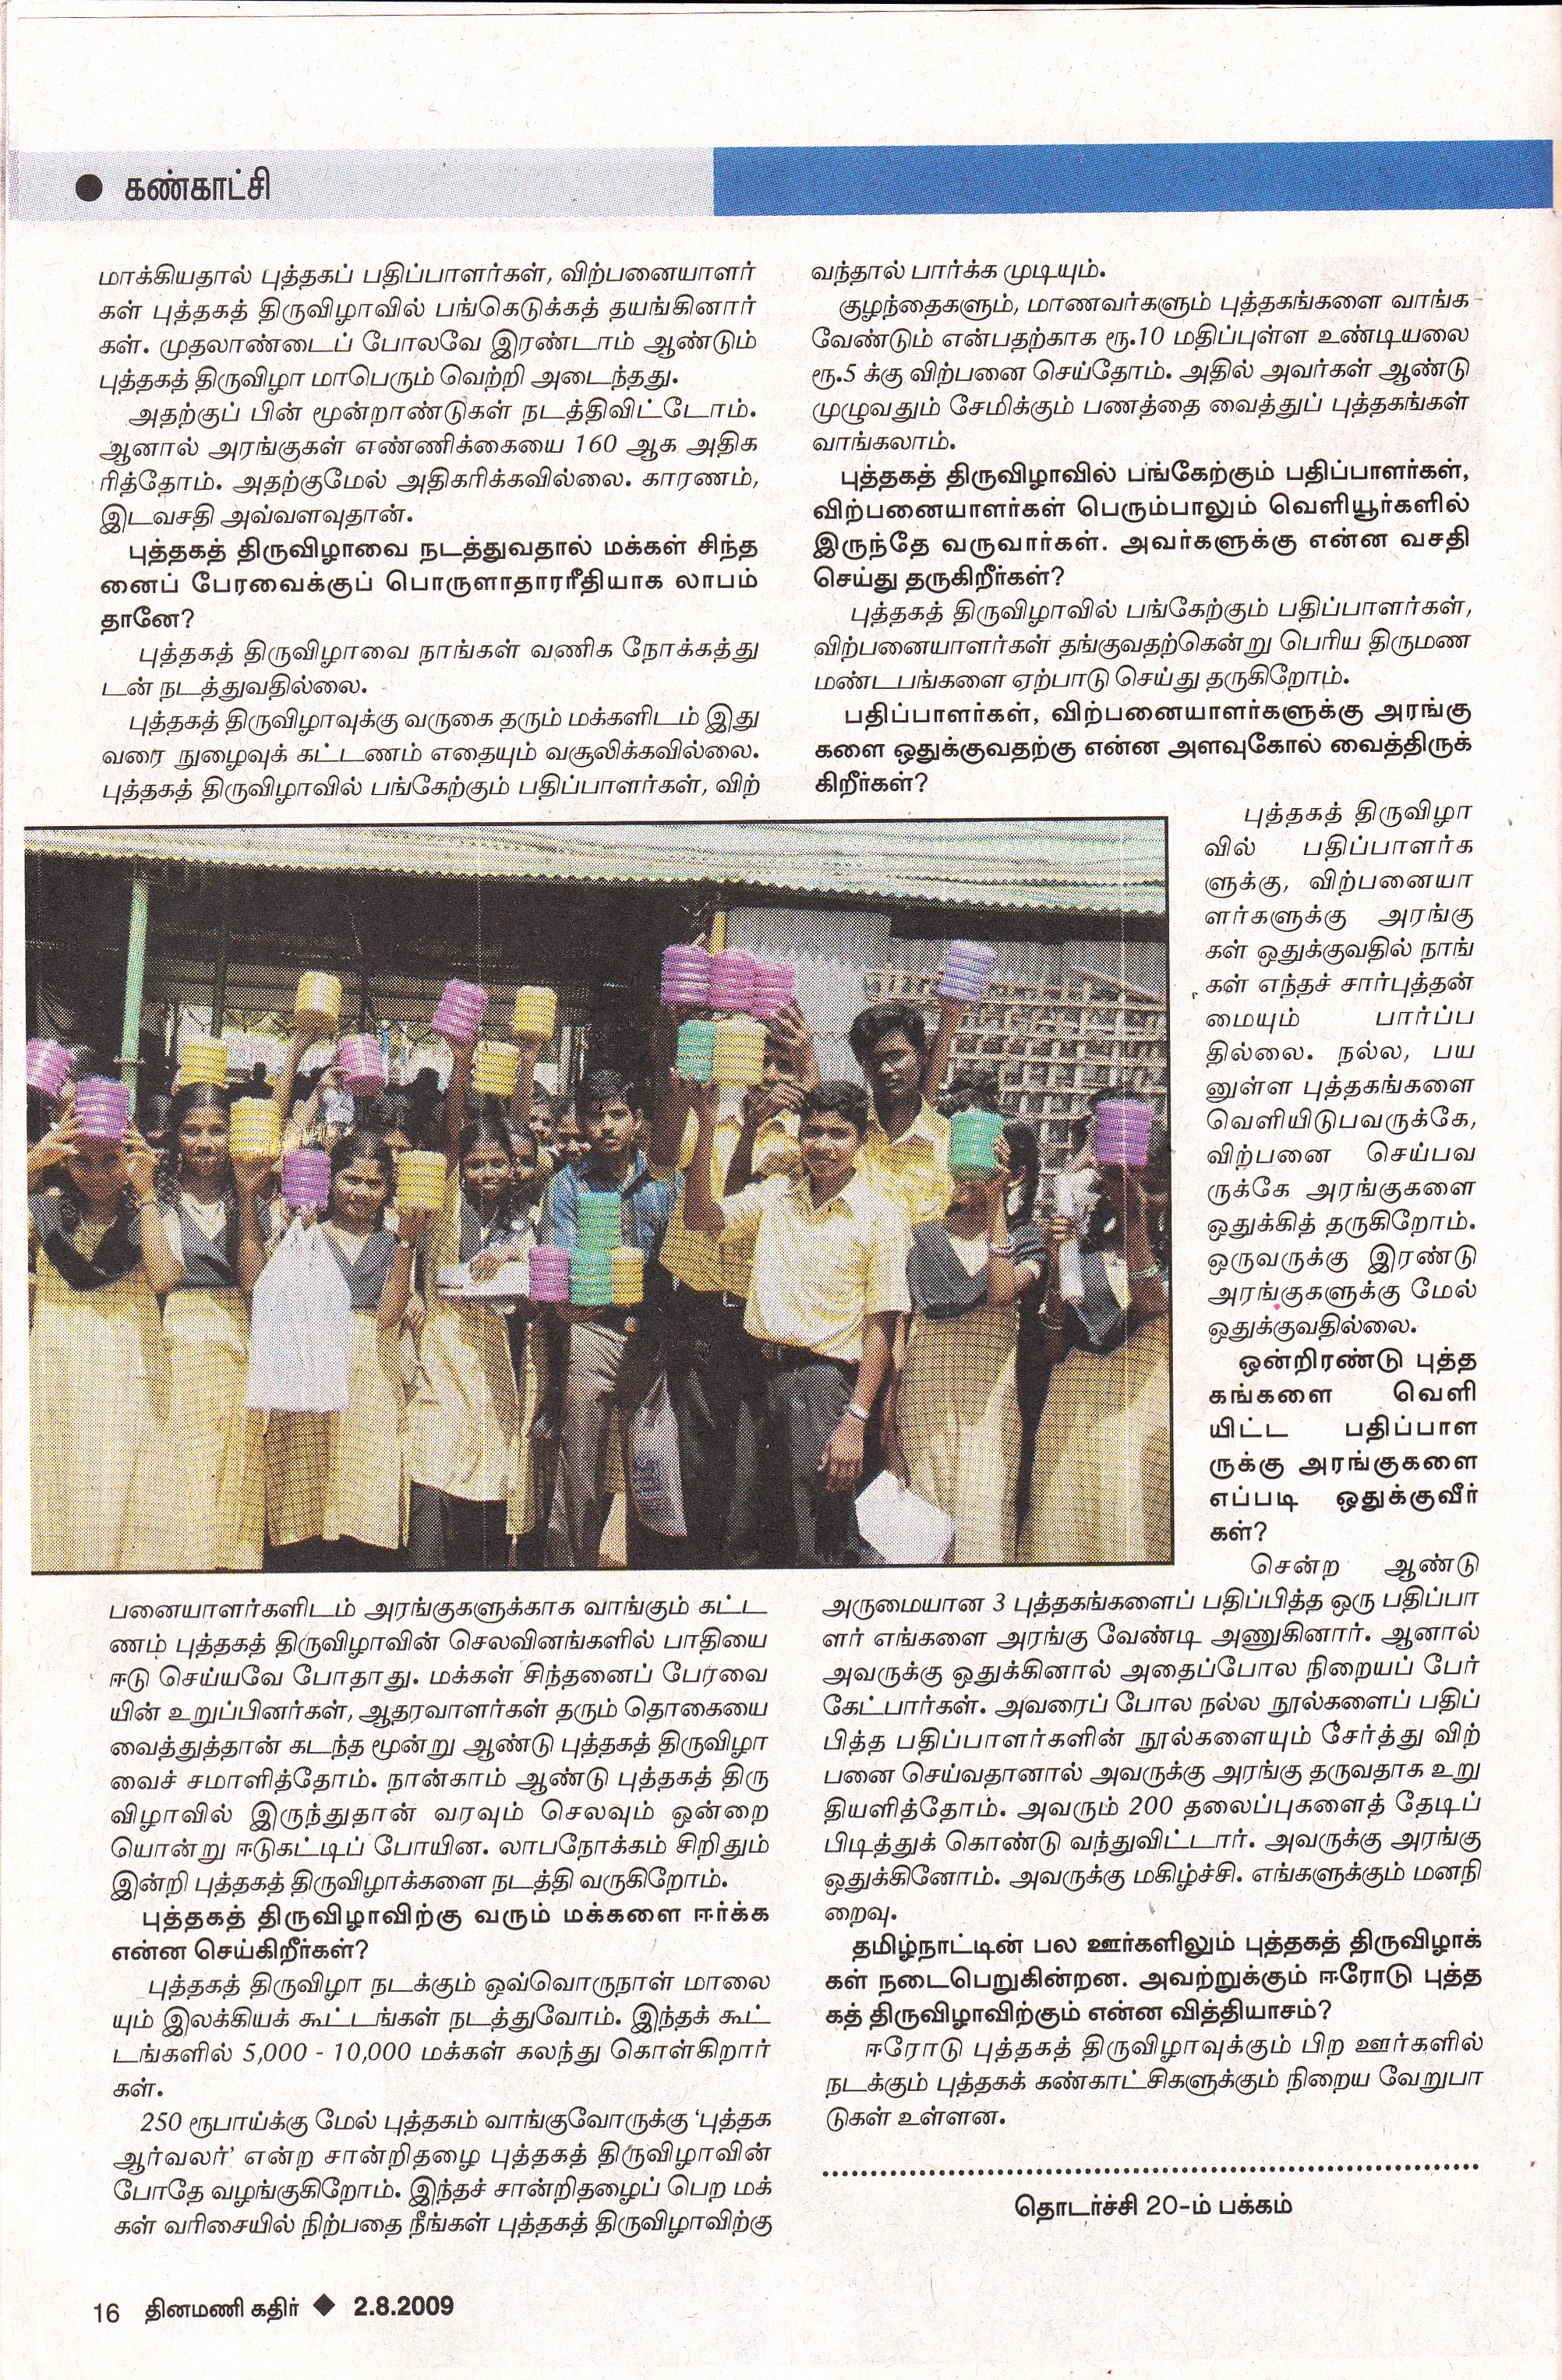 ● கண்காட்சி
மாக்கியதால் புத்தகப் பதிப்பாளர்கள், விற்பனையாளர்
கள் புத்தகத் திருவிழாவில் பங்கெடுக்கத் தயங்கினார்
கள். முதலாண்டைப் போலவே இரண்டாம் ஆண்டும்
புத்தகத் திருவிழா மாபெரும் வெற்றி அடைந்தது.
அதற்குப் பின் மூன்றாண்டுகள் நடத்திவிட்டோம்.
ஆனால் அரங்குகள் எண்ணிக்கையை 160 ஆக அதிக
ரித்தோம். அதற்குமேல் அதிகரிக்கவில்லை. காரணம்,
இடவசதி அவ்வளவுதான்.
புத்தகத் திருவிழாவை நடத்துவதால் மக்கள் சிந்த
னைப் பேரவைக்குப் பொருளாதாரரீதியாக லாபம்
தானே?
புத்தகத் திருவிழாவை நாங்கள் வணிக நோக்கத்து
டன் நடத்துவதில்லை.
புத்தகத் திருவிழாவுக்கு வருகை தரும் மக்களிடம் இது
வரை நுழைவுக் கட்டணம் எதையும் வசூலிக்கவில்லை.
புத்தகத் திருவிழாவில் பங்கேற்கும் பதிப்பாளர்கள், விற்
பனையாளர்களிடம் அரங்குகளுக்காக வாங்கும் கட்ட
ணம் புத்தகத் திருவிழாவின் செலவினங்களில் பாதியை
ஈடு செய்யவே போதாது. மக்கள் சிந்தனைப் பேர்வை
யின் உறுப்பினர்கள், ஆதரவாளர்கள் தரும் தொகையை
வைத்துத்தான் கடந்த மூன்று ஆண்டு புத்தகத் திருவிழா
வைச் சமாளித்தோம். நான்காம் ஆண்டு புத்தகத் திரு
விழாவில் இருந்துதான் வரவும் செலவும் ஒன்றை
யொன்று ஈடுகட்டிப் போயின. லாபநோக்கம் சிறிதும்
இன்றி புத்தகத் திருவிழாக்களை நடத்தி வருகிறோம்.
புத்தகத் திருவிழாவிற்கு வரும் மக்களை ஈர்க்க
என்ன செய்கிறீர்கள்?
புத்தகத் திருவிழா நடக்கும் ஒவ்வொருநாள் மாலை
யும் இலக்கியக் கூட்டங்கள் நடத்துவோம். இந்தக் கூட்
டங்களில் 5,000 - 10,000 மக்கள் கலந்து கொள்கிறார்
கள்.
250 ரூபாய்க்கு மேல் புத்தகம் வாங்குவோருக்கு ‘புத்தக
ஆர்வலர்’ என்ற சான்றிதழை புத்தகத் திருவிழாவின்
போதே வழங்குகிறோம். இந்தச் சான்றிதழைப் பெற மக்
கள் வரிசையில் நிற்பதை நீங்கள் புத்தகத் திருவிழாவிற்கு
வந்தால் பார்க்க முடியும்.
குழந்தைகளும், மாணவர்களும் புத்தகங்களை வாங்க
வேண்டும் என்பதற்காக ரூ.10 மதிப்புள்ள உண்டியலை
ரூ.5 க்கு விற்பனை செய்தோம். அதில் அவர்கள் ஆண்டு
முழுவதும் சேமிக்கும் பணத்தை வைத்துப் புத்தகங்கள்
வாங்கலாம்.
புத்தகத் திருவிழாவில் பங்கேற்கும் பதிப்பாளர்கள்,
விற்பனையாளர்கள் பெரும்பாலும் வெளியூர்களில்
இருந்தே வருவார்கள். அவர்களுக்கு என்ன வசதி
செய்து தருகிறீர்கள்?
புத்தகத் திருவிழாவில் பங்கேற்கும் பதிப்பாளர்கள்,
விற்பனையாளர்கள் தங்குவதற்கென்று பெரிய திருமண
மண்டபங்களை ஏற்பாடு செய்து தருகிறோம்.
பதிப்பாளர்கள், விற்பனையாளர்களுக்கு அரங்கு
களை ஒதுக்குவதற்கு என்ன அளவுகோல் வைத்திருக்
கிறீர்கள்?
புத்தகத் திருவிழா
வில் பதிப்பாளர்க
ளுக்கு, விற்பனையா
ளர்களுக்கு அரங்கு
கள் ஒதுக்குவதில் நாங்
கள் எந்தச் சார்புத்தன்
மையும் பார்ப்ப
தில்லை. நல்ல, பய
னுள்ள புத்தகங்களை
வெளியிடுபவருக்கே,
விற்பனை செய்பவ
ருக்கே அரங்குகளை
ஒதுக்கித் தருகிறோம்.
ஒருவருக்கு இரண்டு
அரங்குகளுக்கு மேல்
ஒதுக்குவதில்லை.
ஒன்றிரண்டு புத்த
கங்களை வெளி
யிட்ட பதிப்பாள
ருக்கு அரங்குகளை
எப்படி ஒதுக்குவீர்
கள்?
சென்ற ஆண்டு
அருமையான 3 புத்தகங்களைப் பதிப்பித்த ஒரு பதிப்பா
ளர் எங்களை அரங்கு வேண்டி அணுகினார். ஆனால்
அவருக்கு ஒதுக்கினால் அதைப்போல நிறையப் பேர்
கேட்பார்கள். அவரைப் போல நல்ல நூல்களைப் பதிப்
பித்த பதிப்பாளர்களின் நூல்களையும் சேர்த்து விற்
பனை செய்வதானால் அவருக்கு அரங்கு தருவதாக உறு
தியளித்தோம். அவரும் 200 தலைப்புகளைத் தேடிப்
பிடித்துக் கொண்டு வந்துவிட்டார். அவருக்கு அரங்கு
ஒதுக்கினோம். அவருக்கு மகிழ்ச்சி. எங்களுக்கும் மனநி
றைவு.
தமிழ்நாட்டின் பல ஊர்களிலும் புத்தகத் திருவிழாக்
கள் நடைபெறுகின்றன. அவற்றுக்கும் ஈரோடு புத்த
கத் திருவிழாவிற்கும் என்ன வித்தியாசம்?
ஈரோடு புத்தகத் திருவிழாவுக்கும் பிற ஊர்களில்
நடக்கும் புத்தகக் கண்காட்சிகளுக்கும் நிறைய வேறுபா
டுகள் உள்ளன.
தொடர்ச்சி 20-ம் பக்கம்
16 தினமணி கதிர் ◆ 2.8.2009